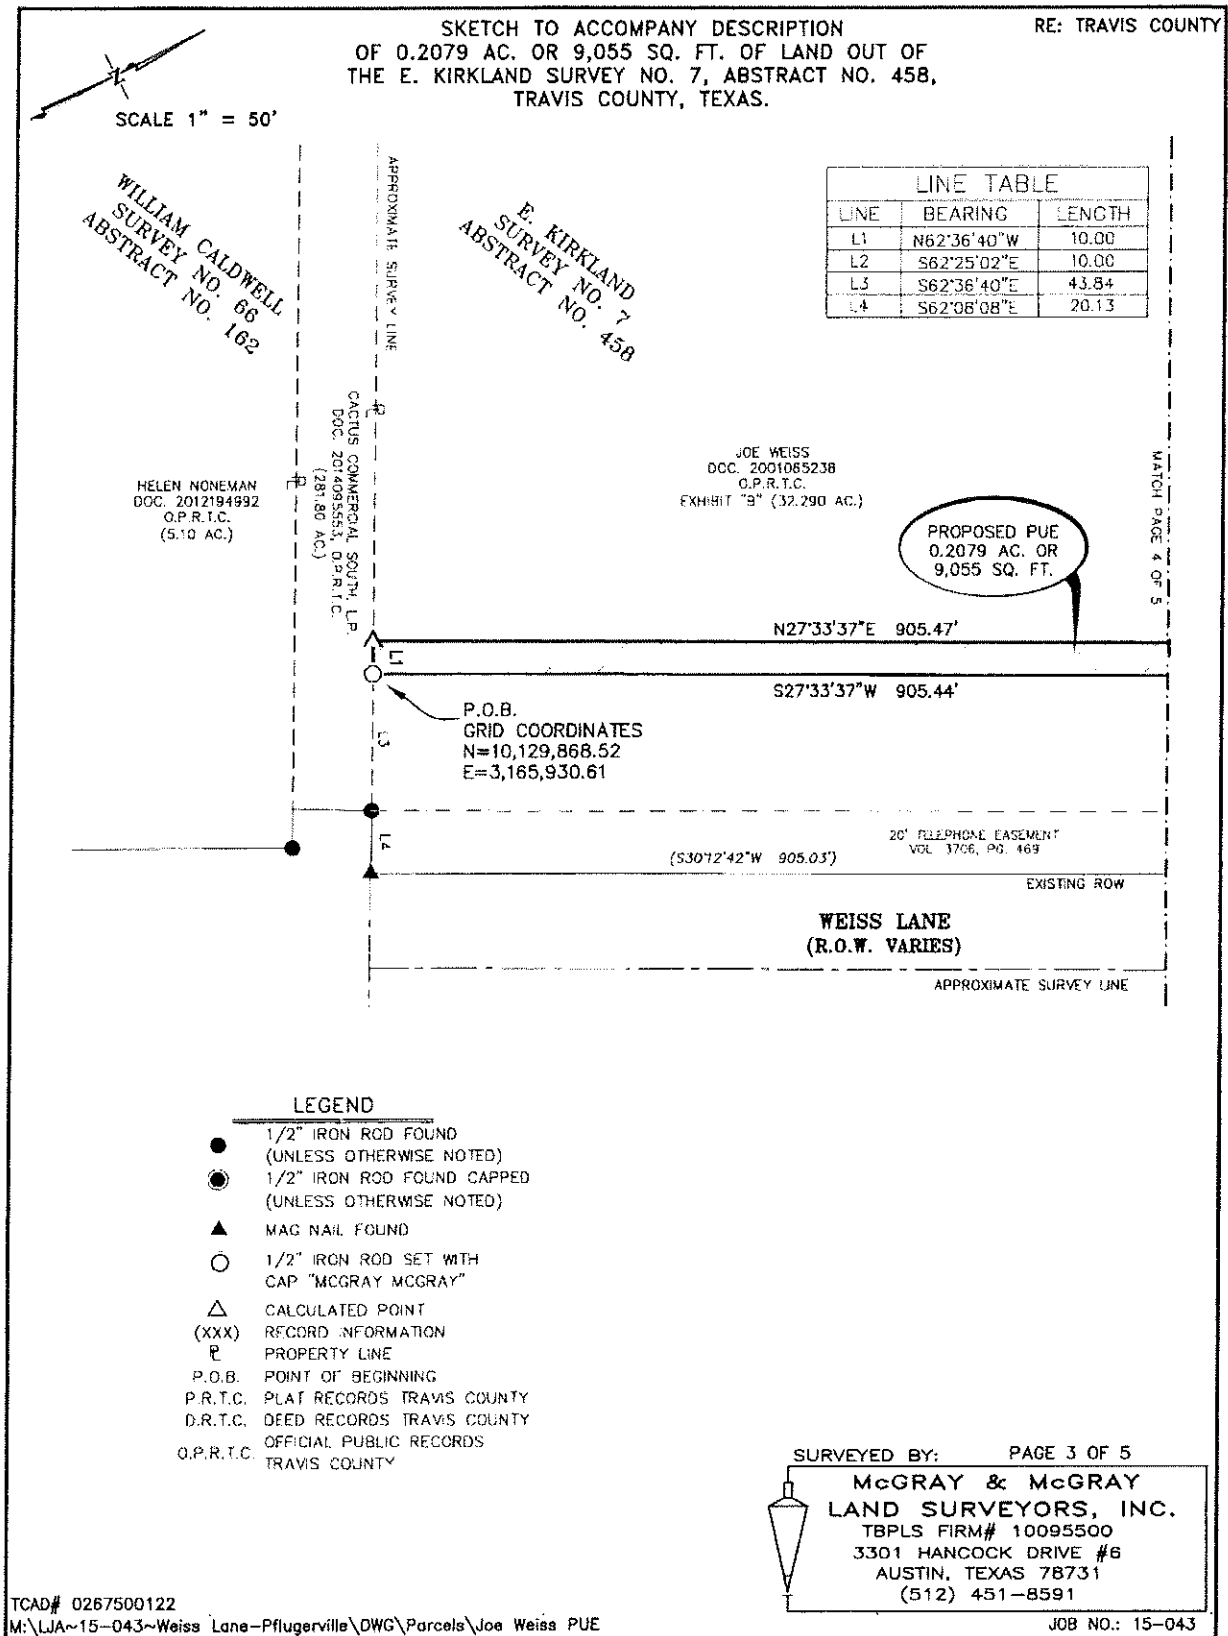 SKETCH TO ACCOMPANY DESCRIPTION
OF 0.2079 AC. OR 9,055 SQ. FT. OF LAND OUT OF
THE E. KIRKLAND SURVEY NO. 7, ABSTRACT NO. 458,
TRAVIS COUNTY, TEXAS.
RE: TRAVIS COUNTY
SCALE 1" = 50'
WILLIAM CALDWELL
SURVEY NO. 66
ABSTRACT NO. 162
APPROXIMATE SURVEY LINE
E. KIRKLAND
SURVEY NO. 7
ABSTRACT NO. 458
LINE TABLE
LINE BEARING LENGTH
L1 N62°36'40"W 10.00
L2 S62°25'02"E 10.00
L3 S62°36'40"E 43.84
L4 S62°08'08"E 20.13
HELEN NONEMAN
DOC. 2012194992
O.P.R.T.C.
(5.10 AC.)
CACTUS COMMERCIAL SOUTH, L.P.
DOC. 2014095553, O.P.R.T.C.
(281.80 AC.)
JOE WEISS
DOC. 2001065238
O.P.R.T.C.
EXHIBIT "B" (32.290 AC.)
MATCH PAGE 4 OF 5
PROPOSED PUE
0.2079 AC. OR
9,055 SQ. FT.
N27°33'37"E 905.47'
L1
S27°33'37"W 905.44'
P.O.B.
GRID COORDINATES
N=10,129,868.52
E=3,165,930.61
L3
L4
20' TELEPHONE EASEMENT
VOL. 3706, PG. 469
(S30°12'42"W 905.03')
EXISTING ROW
WEISS LANE
(R.O.W. VARIES)
APPROXIMATE SURVEY LINE
LEGEND
1/2" IRON ROD FOUND
(UNLESS OTHERWISE NOTED)
1/2" IRON ROD FOUND CAPPED
(UNLESS OTHERWISE NOTED)
MAG NAIL FOUND
1/2" IRON ROD SET WITH
CAP "MCGRAY MCGRAY"
CALCULATED POINT
(XXX) RECORD INFORMATION
PROPERTY LINE
P.O.B. POINT OF BEGINNING
P.R.T.C. PLAT RECORDS TRAVIS COUNTY
D.R.T.C. DEED RECORDS TRAVIS COUNTY
O.P.R.T.C. OFFICIAL PUBLIC RECORDS
TRAVIS COUNTY
SURVEYED BY: PAGE 3 OF 5
McGRAY & McGRAY
LAND SURVEYORS, INC.
TBPLS FIRM# 10095500
3301 HANCOCK DRIVE #6
AUSTIN, TEXAS 78731
(512) 451-8591
TCAD# 0267500122
M:\LJA~15-043~Weiss Lane-Pflugerville\DWG\Parcels\Joe Weiss PUE
JOB NO.: 15-043